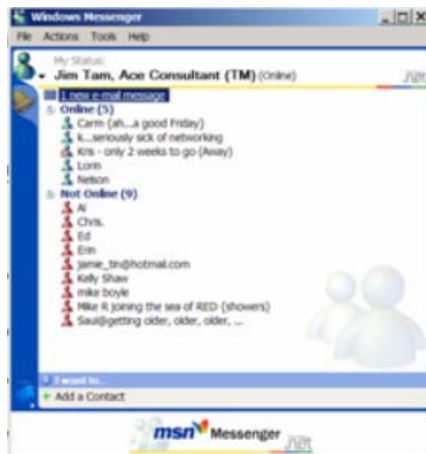 Windows Messenger
File Actions Tools Help
My Status:
Jim Tam, Ace Consultant (TM) (Online)
.net
1 new e-mail message
Online (5)
Carm (ah...a good Friday)
k...seriously sick of networking
Kris - only 2 weeks to go (Away)
Lorin
Nelson
Not Online (9)
Al
Chris.
Ed
Erin
jamie_tin@hotmail.com
Kelly Shaw
mike boyle
Mike R joining the sea of RED (showers)
Saul@getting older, older, older, ...
I want to...
+ Add a Contact
msn Messenger .net